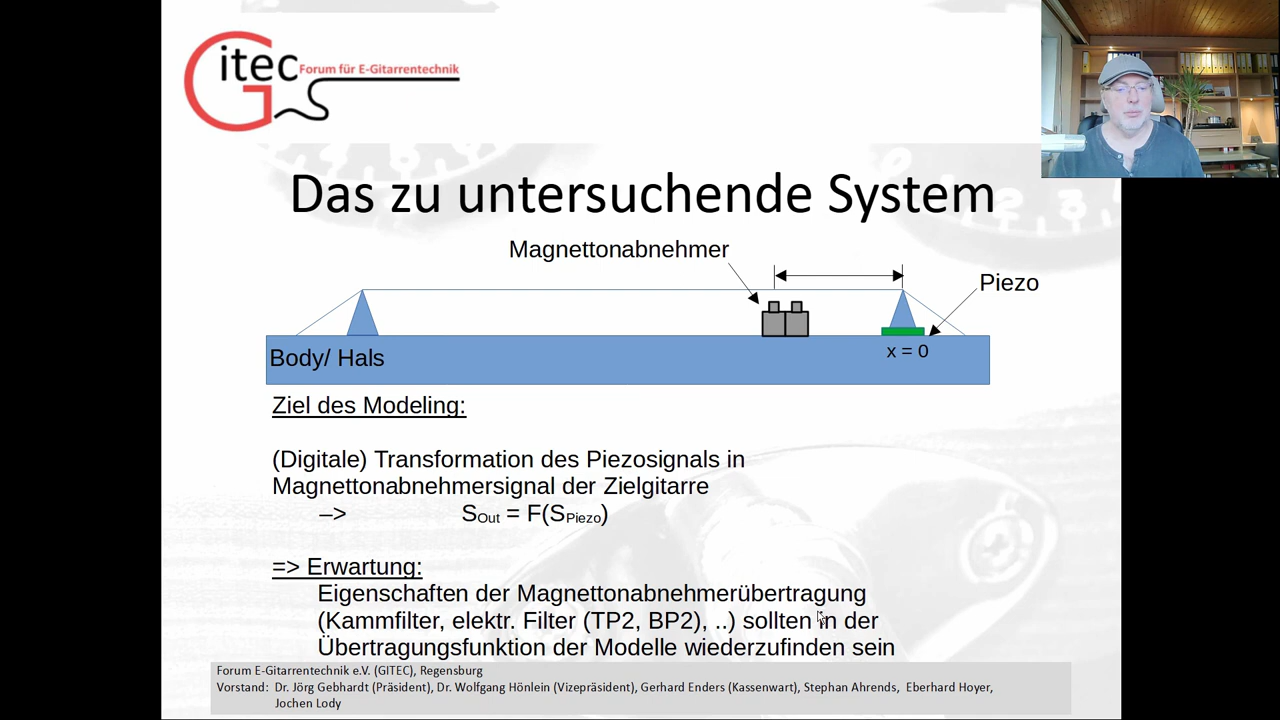 Gitec Forum für E-Gitarrentechnik
Das zu untersuchende System
Magnettonabnehmer
Piezo
x = 0
Body/ Hals
Ziel des Modeling:
(Digitale) Transformation des Piezosignals in
Magnettonabnehmersignal der Zielgitarre
–> SOut = F(SPiezo)
=> Erwartung:
Eigenschaften der Magnettonabnehmerübertragung
(Kammfilter, elektr. Filter (TP2, BP2), ..) sollten in der
Übertragungsfunktion der Modelle wiederzufinden sein
Forum E-Gitarrentechnik e.V. (GITEC), Regensburg
Vorstand: Dr. Jörg Gebhardt (Präsident), Dr. Wolfgang Hönlein (Vizepräsident), Gerhard Enders (Kassenwart), Stephan Ahrends, Eberhard Hoyer,
Jochen Lody